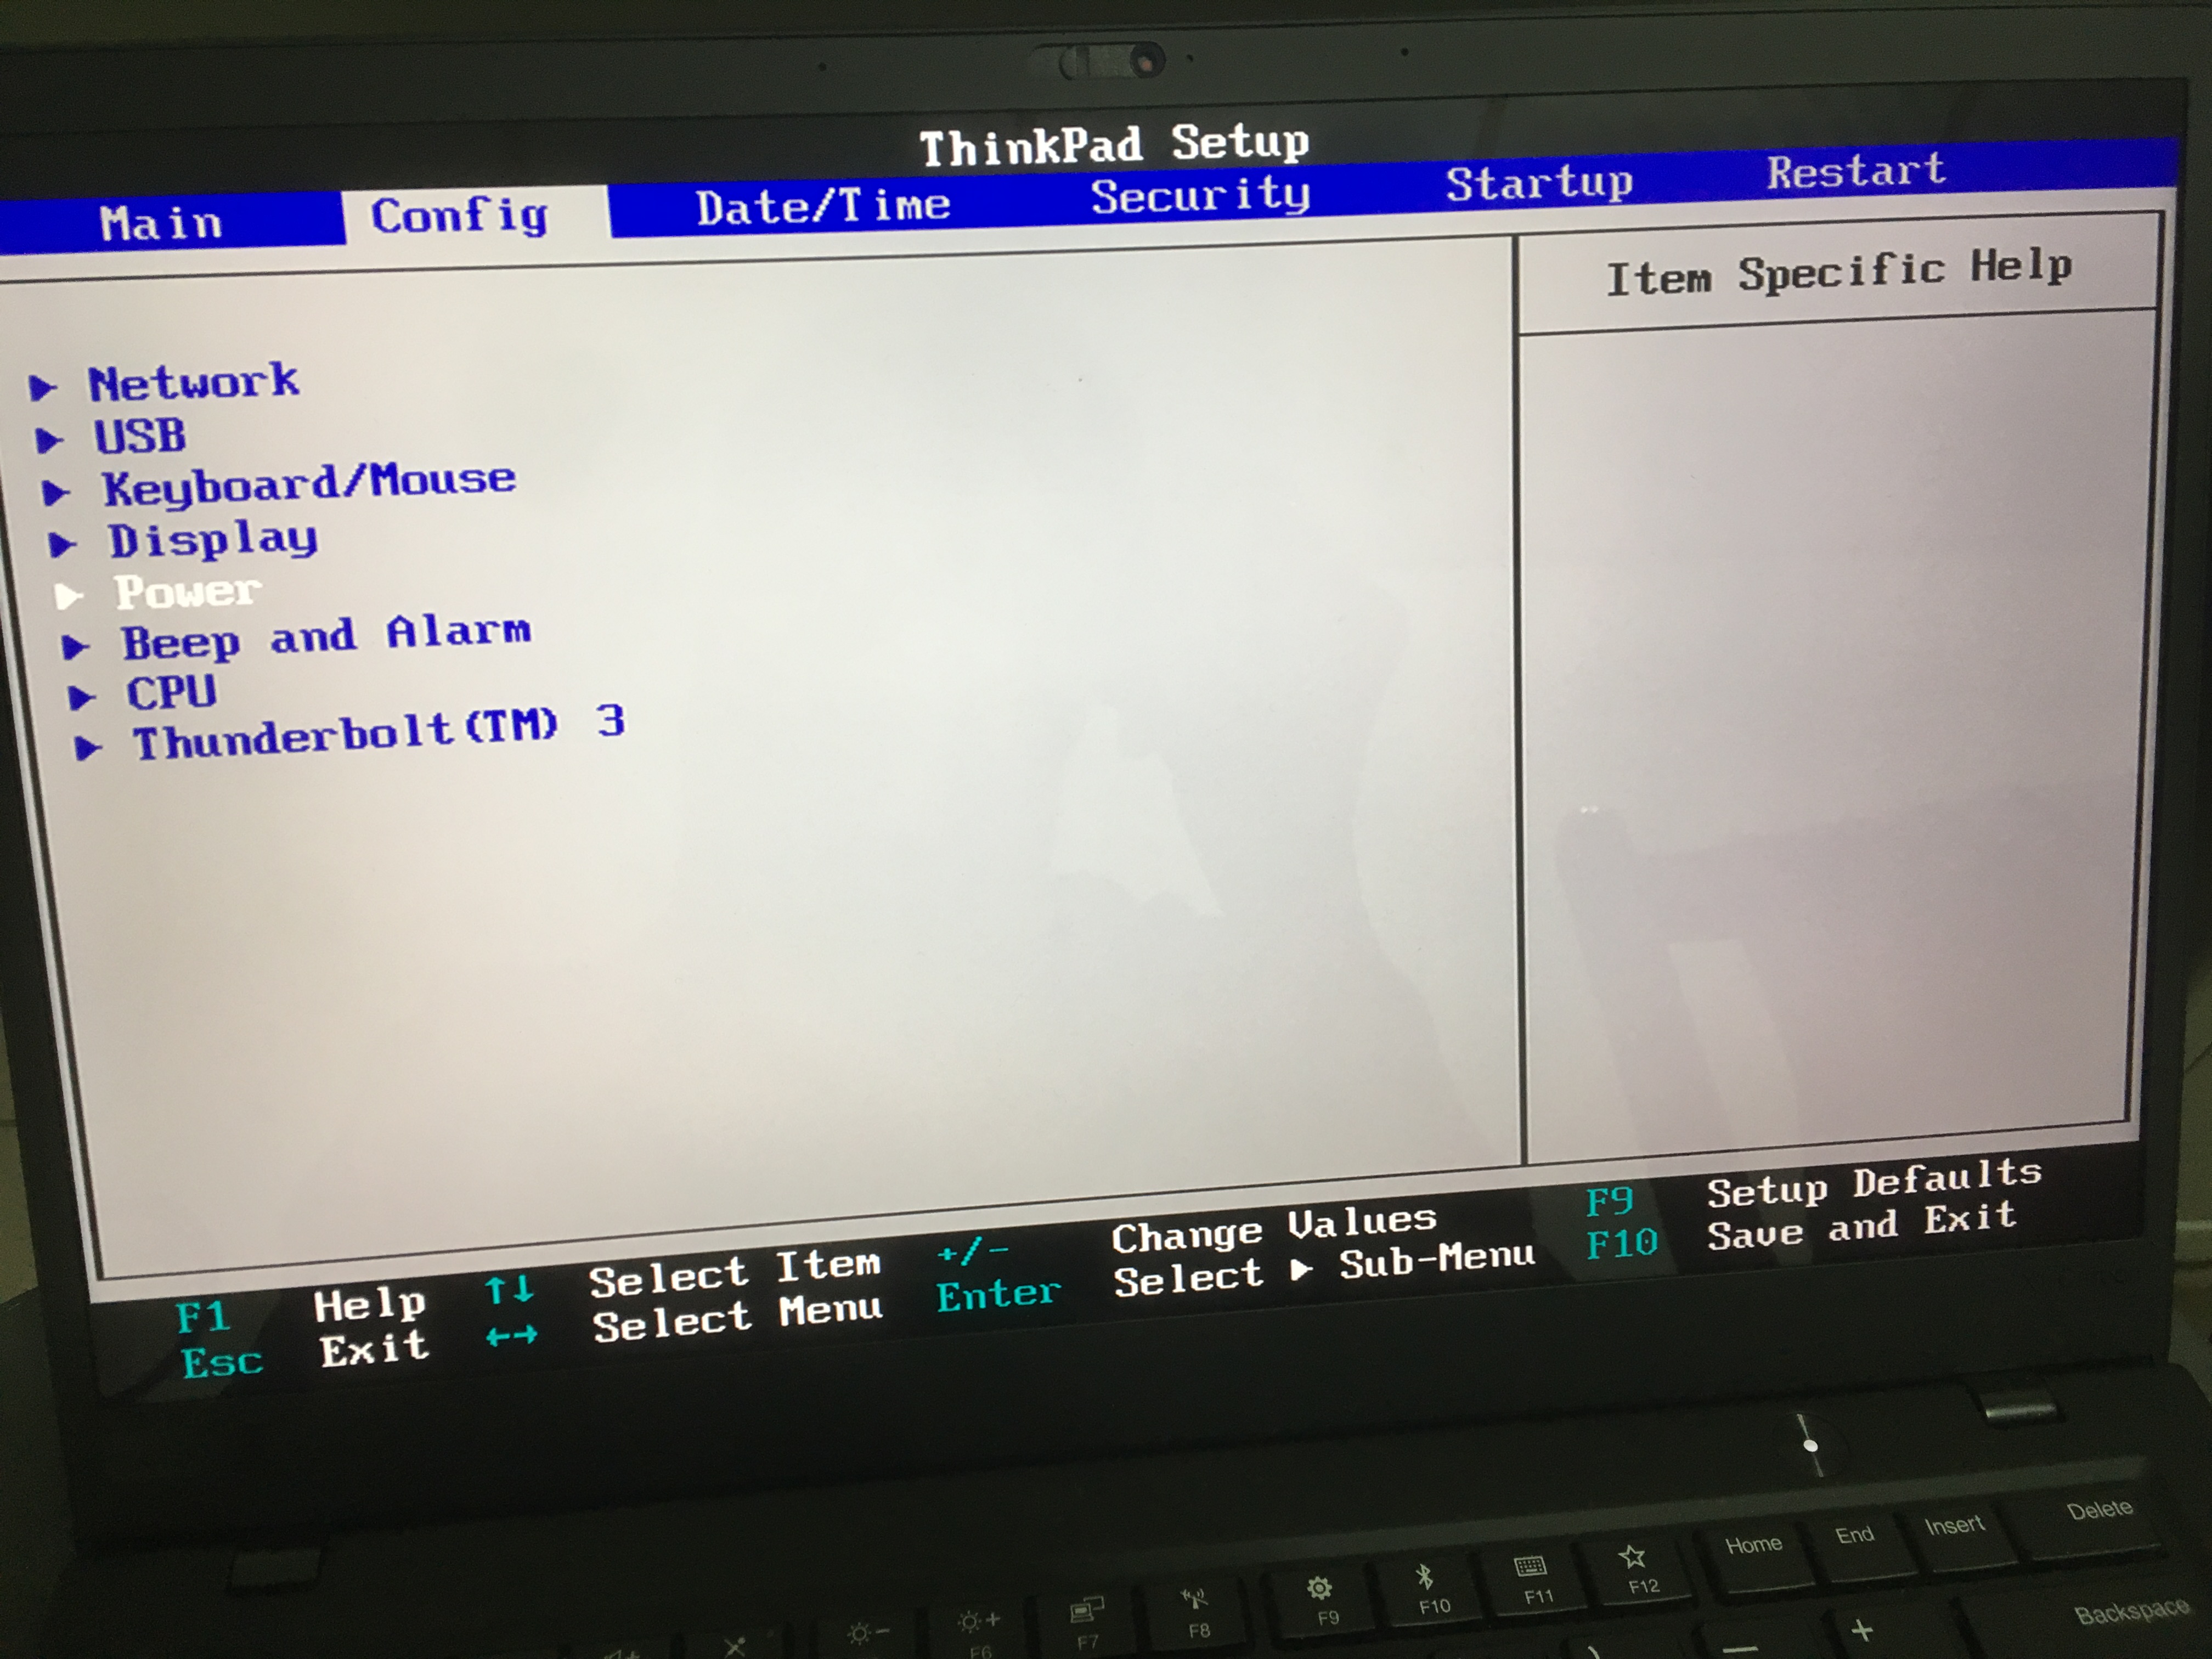 ThinkPad Setup
Main Config Date/Time Security Startup Restart
Item Specific Help
▶ Network
▶ USB
▶ Keyboard/Mouse
▶ Display
▶ Power
▶ Beep and Alarm
▶ CPU
▶ Thunderbolt(TM) 3
F1 Help ↑↓ Select Item +/- Change Values F9 Setup Defaults
Esc Exit ←→ Select Menu Enter Select ▶ Sub-Menu F10 Save and Exit
F6 F7 F8 F9 F10 F11 F12 Home End Insert Delete
— + Backspace